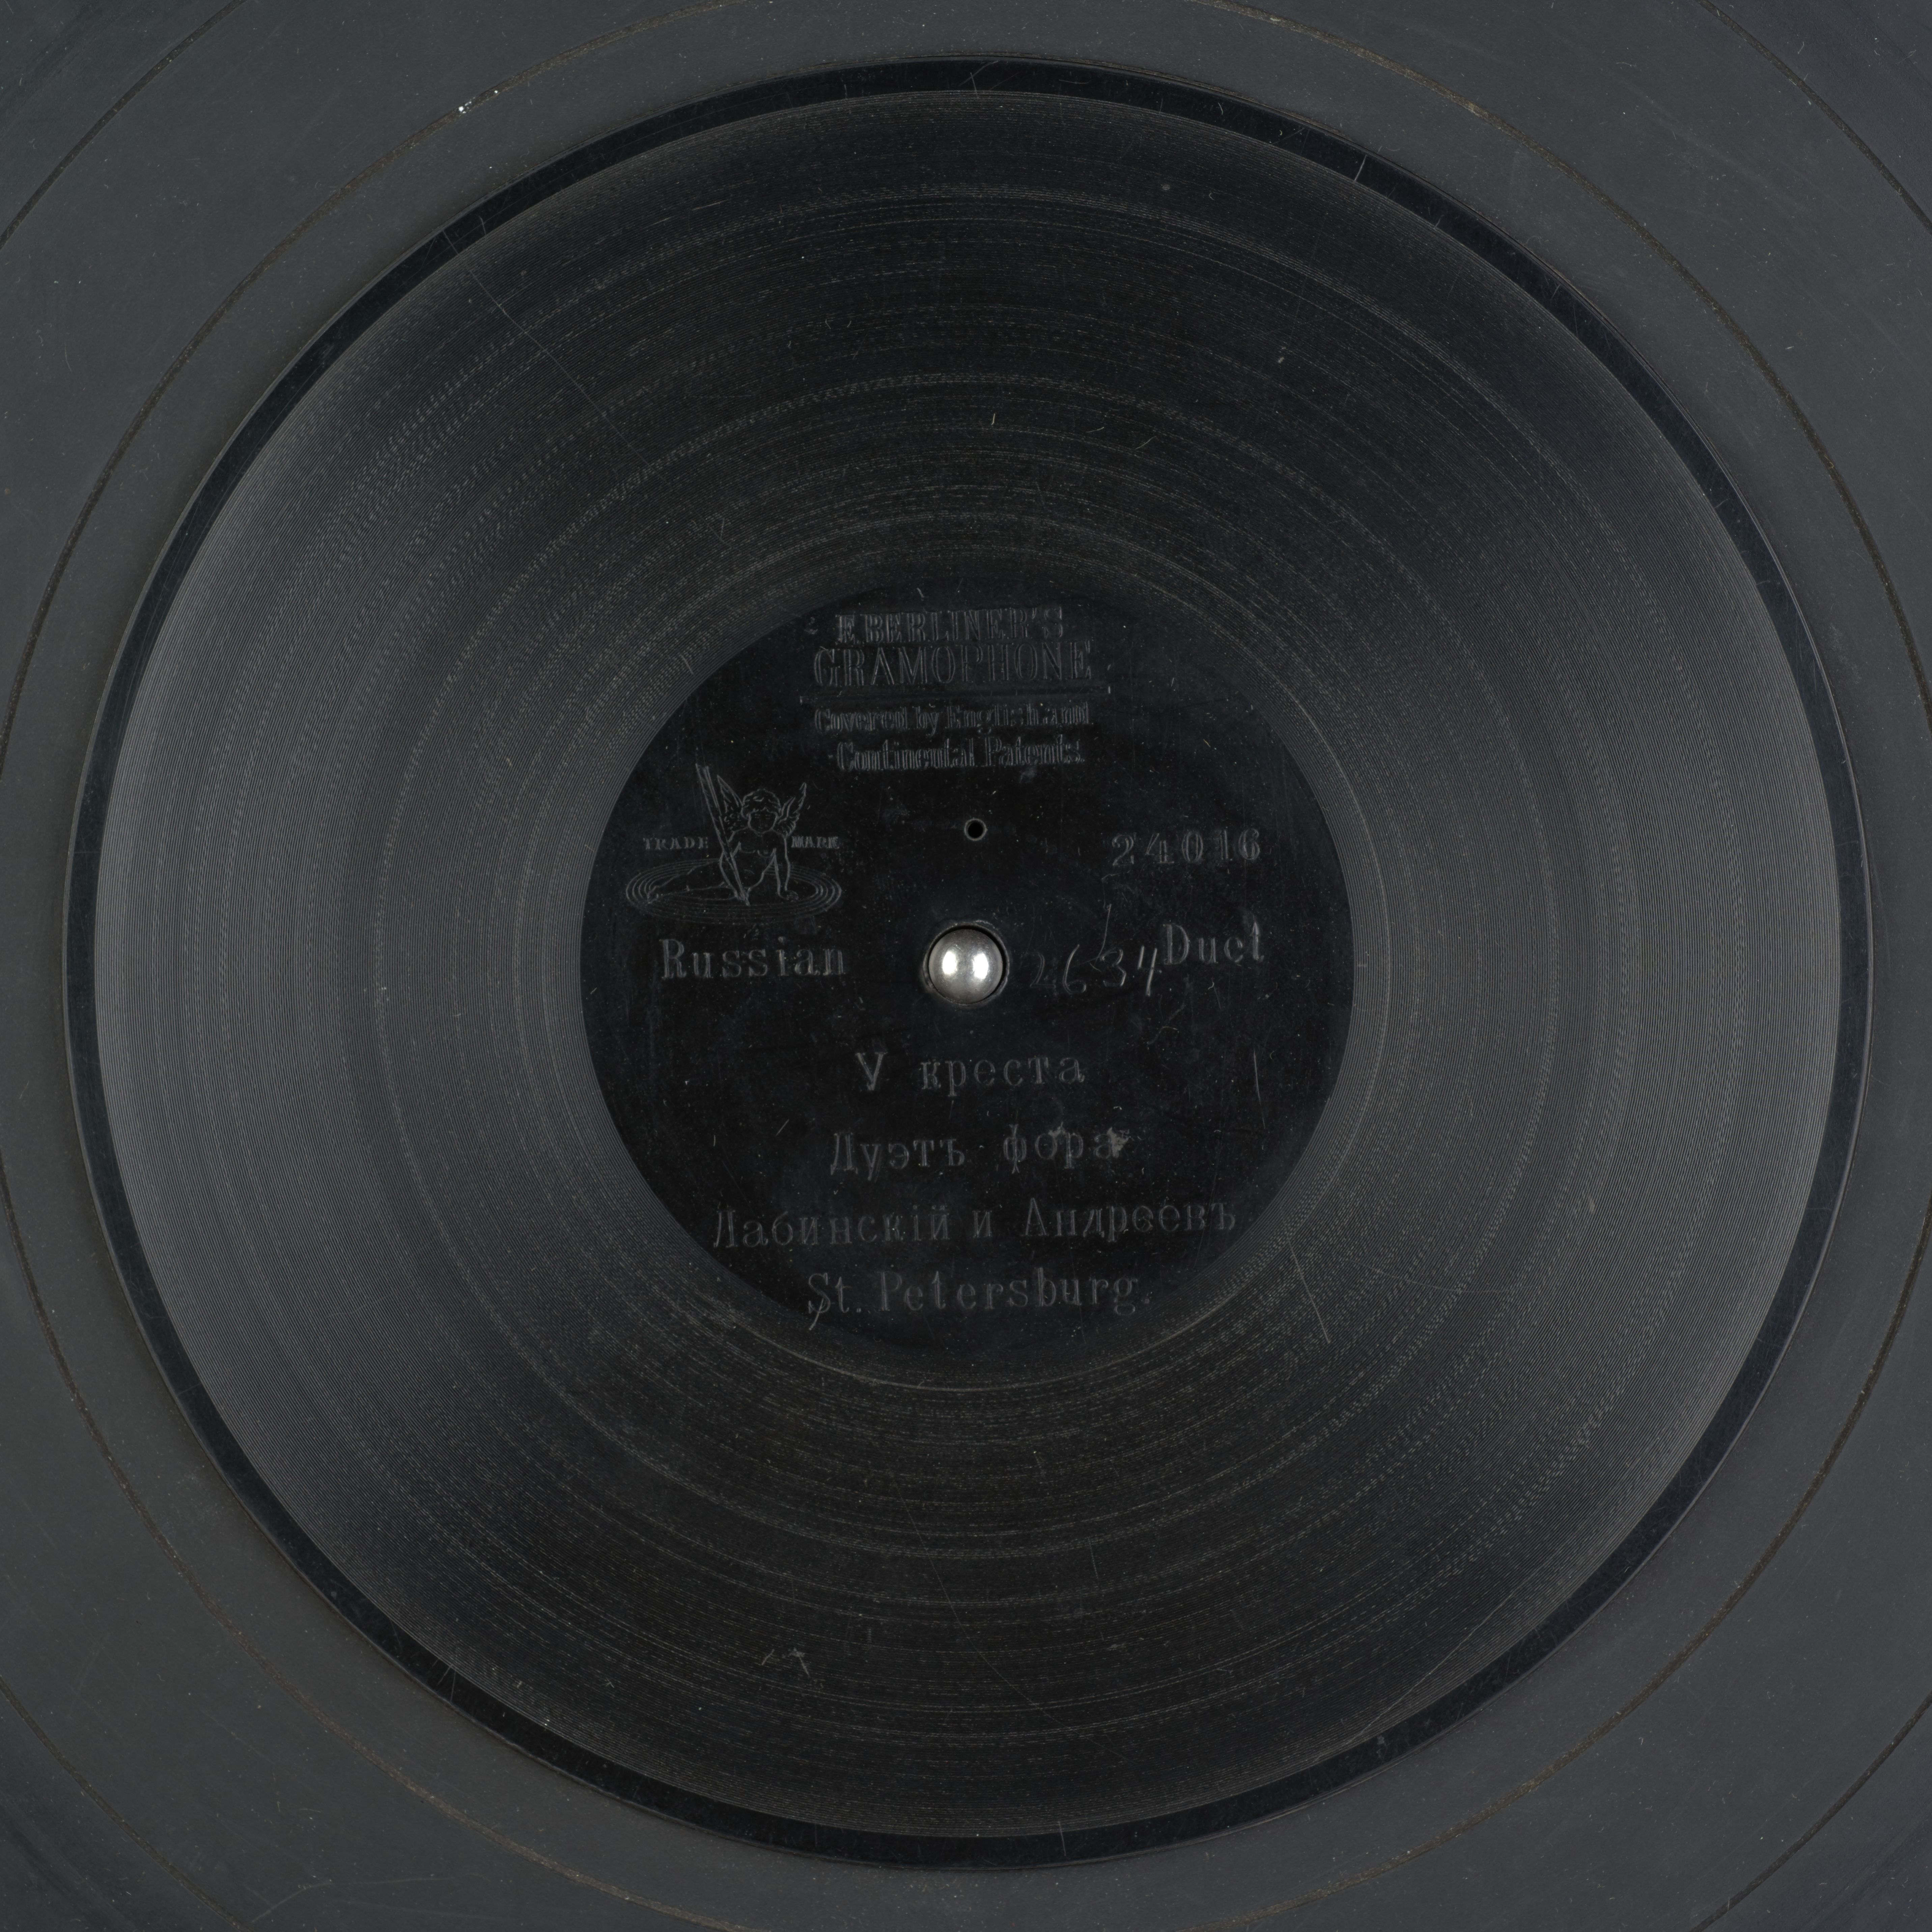 E BERLINER'S
GRAMOPHONE
Covered by English and
Continental Patents
TRADE MARK
24016
Russian
2634
Duet
У креста
Дуэтъ фора
Лабинскій и Андреевъ
St. Petersburg.